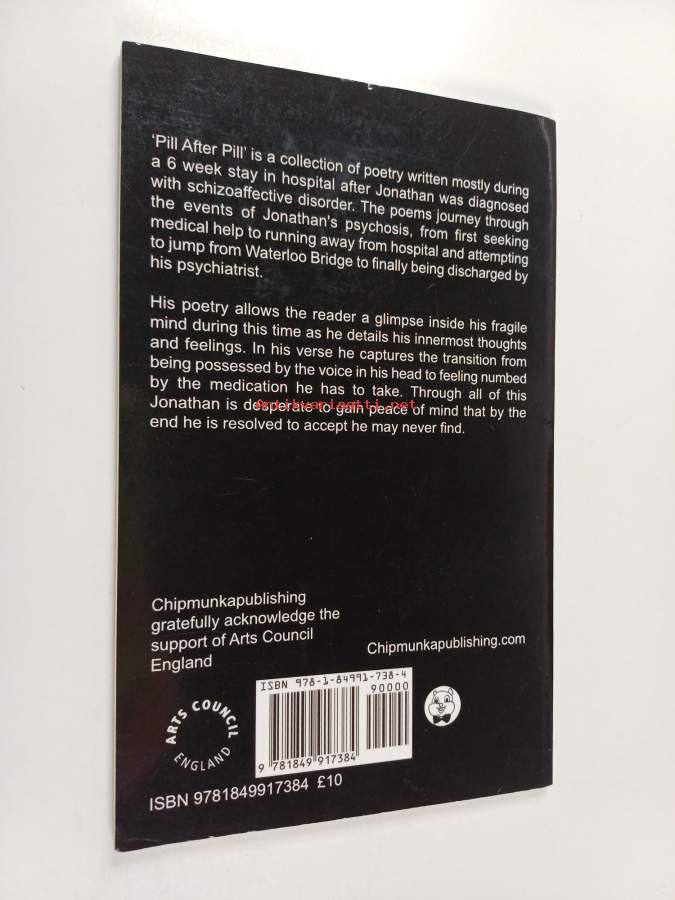 'Pill After Pill' is a collection of poetry written mostly during
a 6 week stay in hospital after Jonathan was diagnosed
with schizoaffective disorder. The poems journey through
the events of Jonathan's psychosis, from first seeking
medical help to running away from hospital and attempting
to jump from Waterloo Bridge to finally being discharged by
his psychiatrist.
His poetry allows the reader a glimpse inside his fragile
mind during this time as he details his innermost thoughts
and feelings. In his verse he captures the transition from
being possessed by the voice in his head to feeling numbed
by the medication he has to take. Through all of this
Jonathan is desperate to gain peace of mind that by the
end he is resolved to accept he may never find.
antikvariaatti.net
Chipmunkapublishing
gratefully acknowledge the
support of Arts Council
England
Chipmunkapublishing.com
ISBN 978-1-84991-738-4
90000
ARTS COUNCIL
ENGLAND
9 781849 917384
ISBN 9781849917384 £10